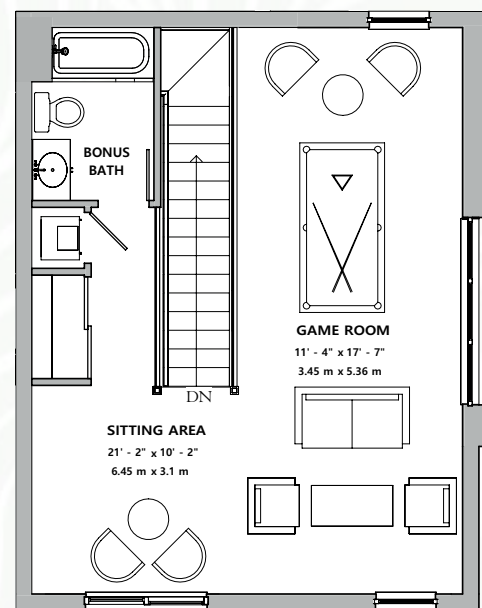 BONUS
BATH
GAME ROOM
11' - 4" x 17' - 7"
3.45 m x 5.36 m
DN
SITTING AREA
21' - 2" x 10' - 2"
6.45 m x 3.1 m